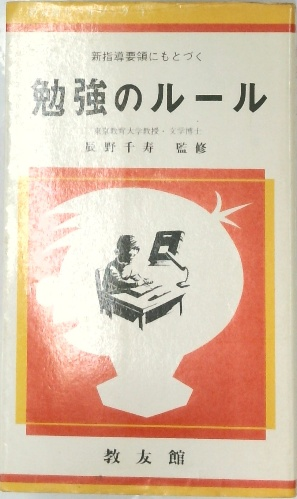 新指導要領にもとづく
勉強のルール
東京教育大学教授・文学博士
辰野千寿 監修
教友館